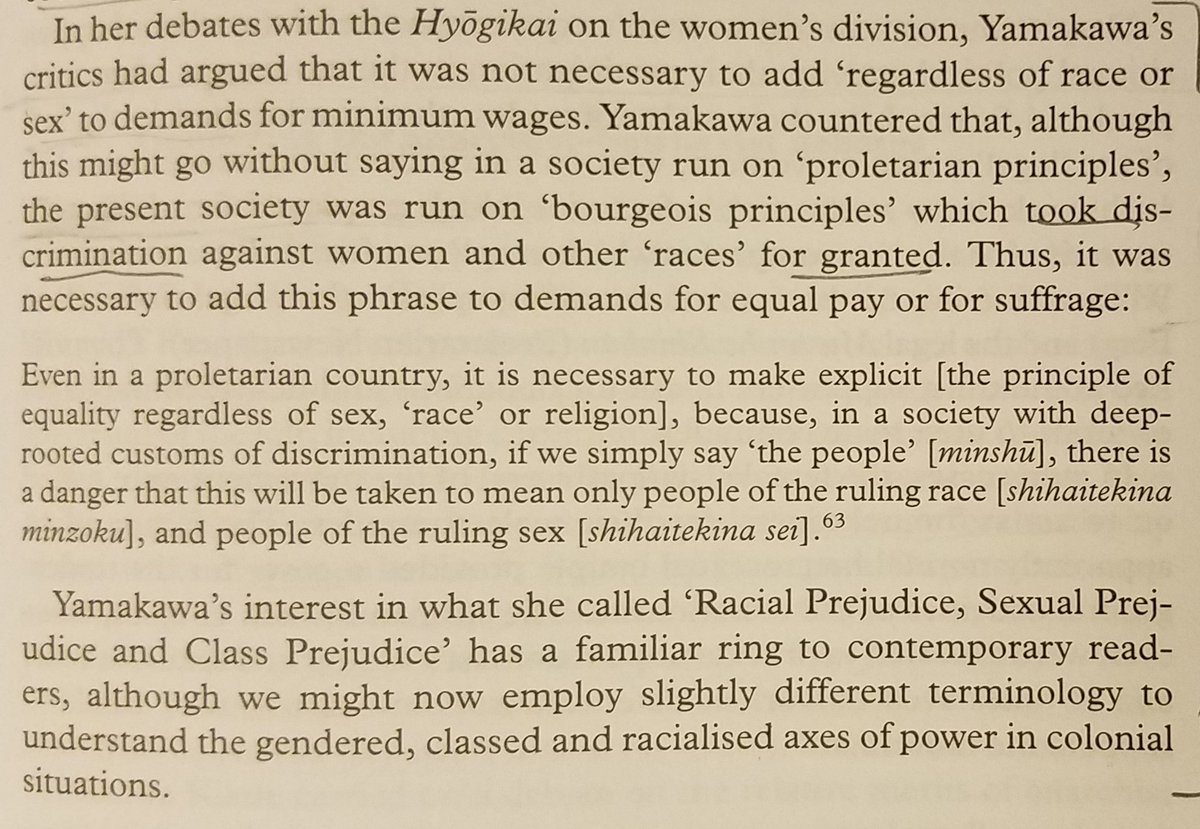 In her debates with the Hyōgikai on the women's division, Yamakawa's
critics had argued that it was not necessary to add 'regardless of race or
sex' to demands for minimum wages. Yamakawa countered that, although
this might go without saying in a society run on 'proletarian principles',
the present society was run on 'bourgeois principles' which took dis-
crimination against women and other 'races' for granted. Thus, it was
necessary to add this phrase to demands for equal pay or for suffrage:
Even in a proletarian country, it is necessary to make explicit [the principle of
equality regardless of sex, 'race' or religion], because, in a society with deep-
rooted customs of discrimination, if we simply say 'the people' [minshū], there is
a danger that this will be taken to mean only people of the ruling race [shihaitekina
minzoku], and people of the ruling sex [shihaitekina sei].63
Yamakawa's interest in what she called 'Racial Prejudice, Sexual Prej-
udice and Class Prejudice' has a familiar ring to contemporary read-
ers, although we might now employ slightly different terminology to
understand the gendered, classed and racialised axes of power in colonial
situations.